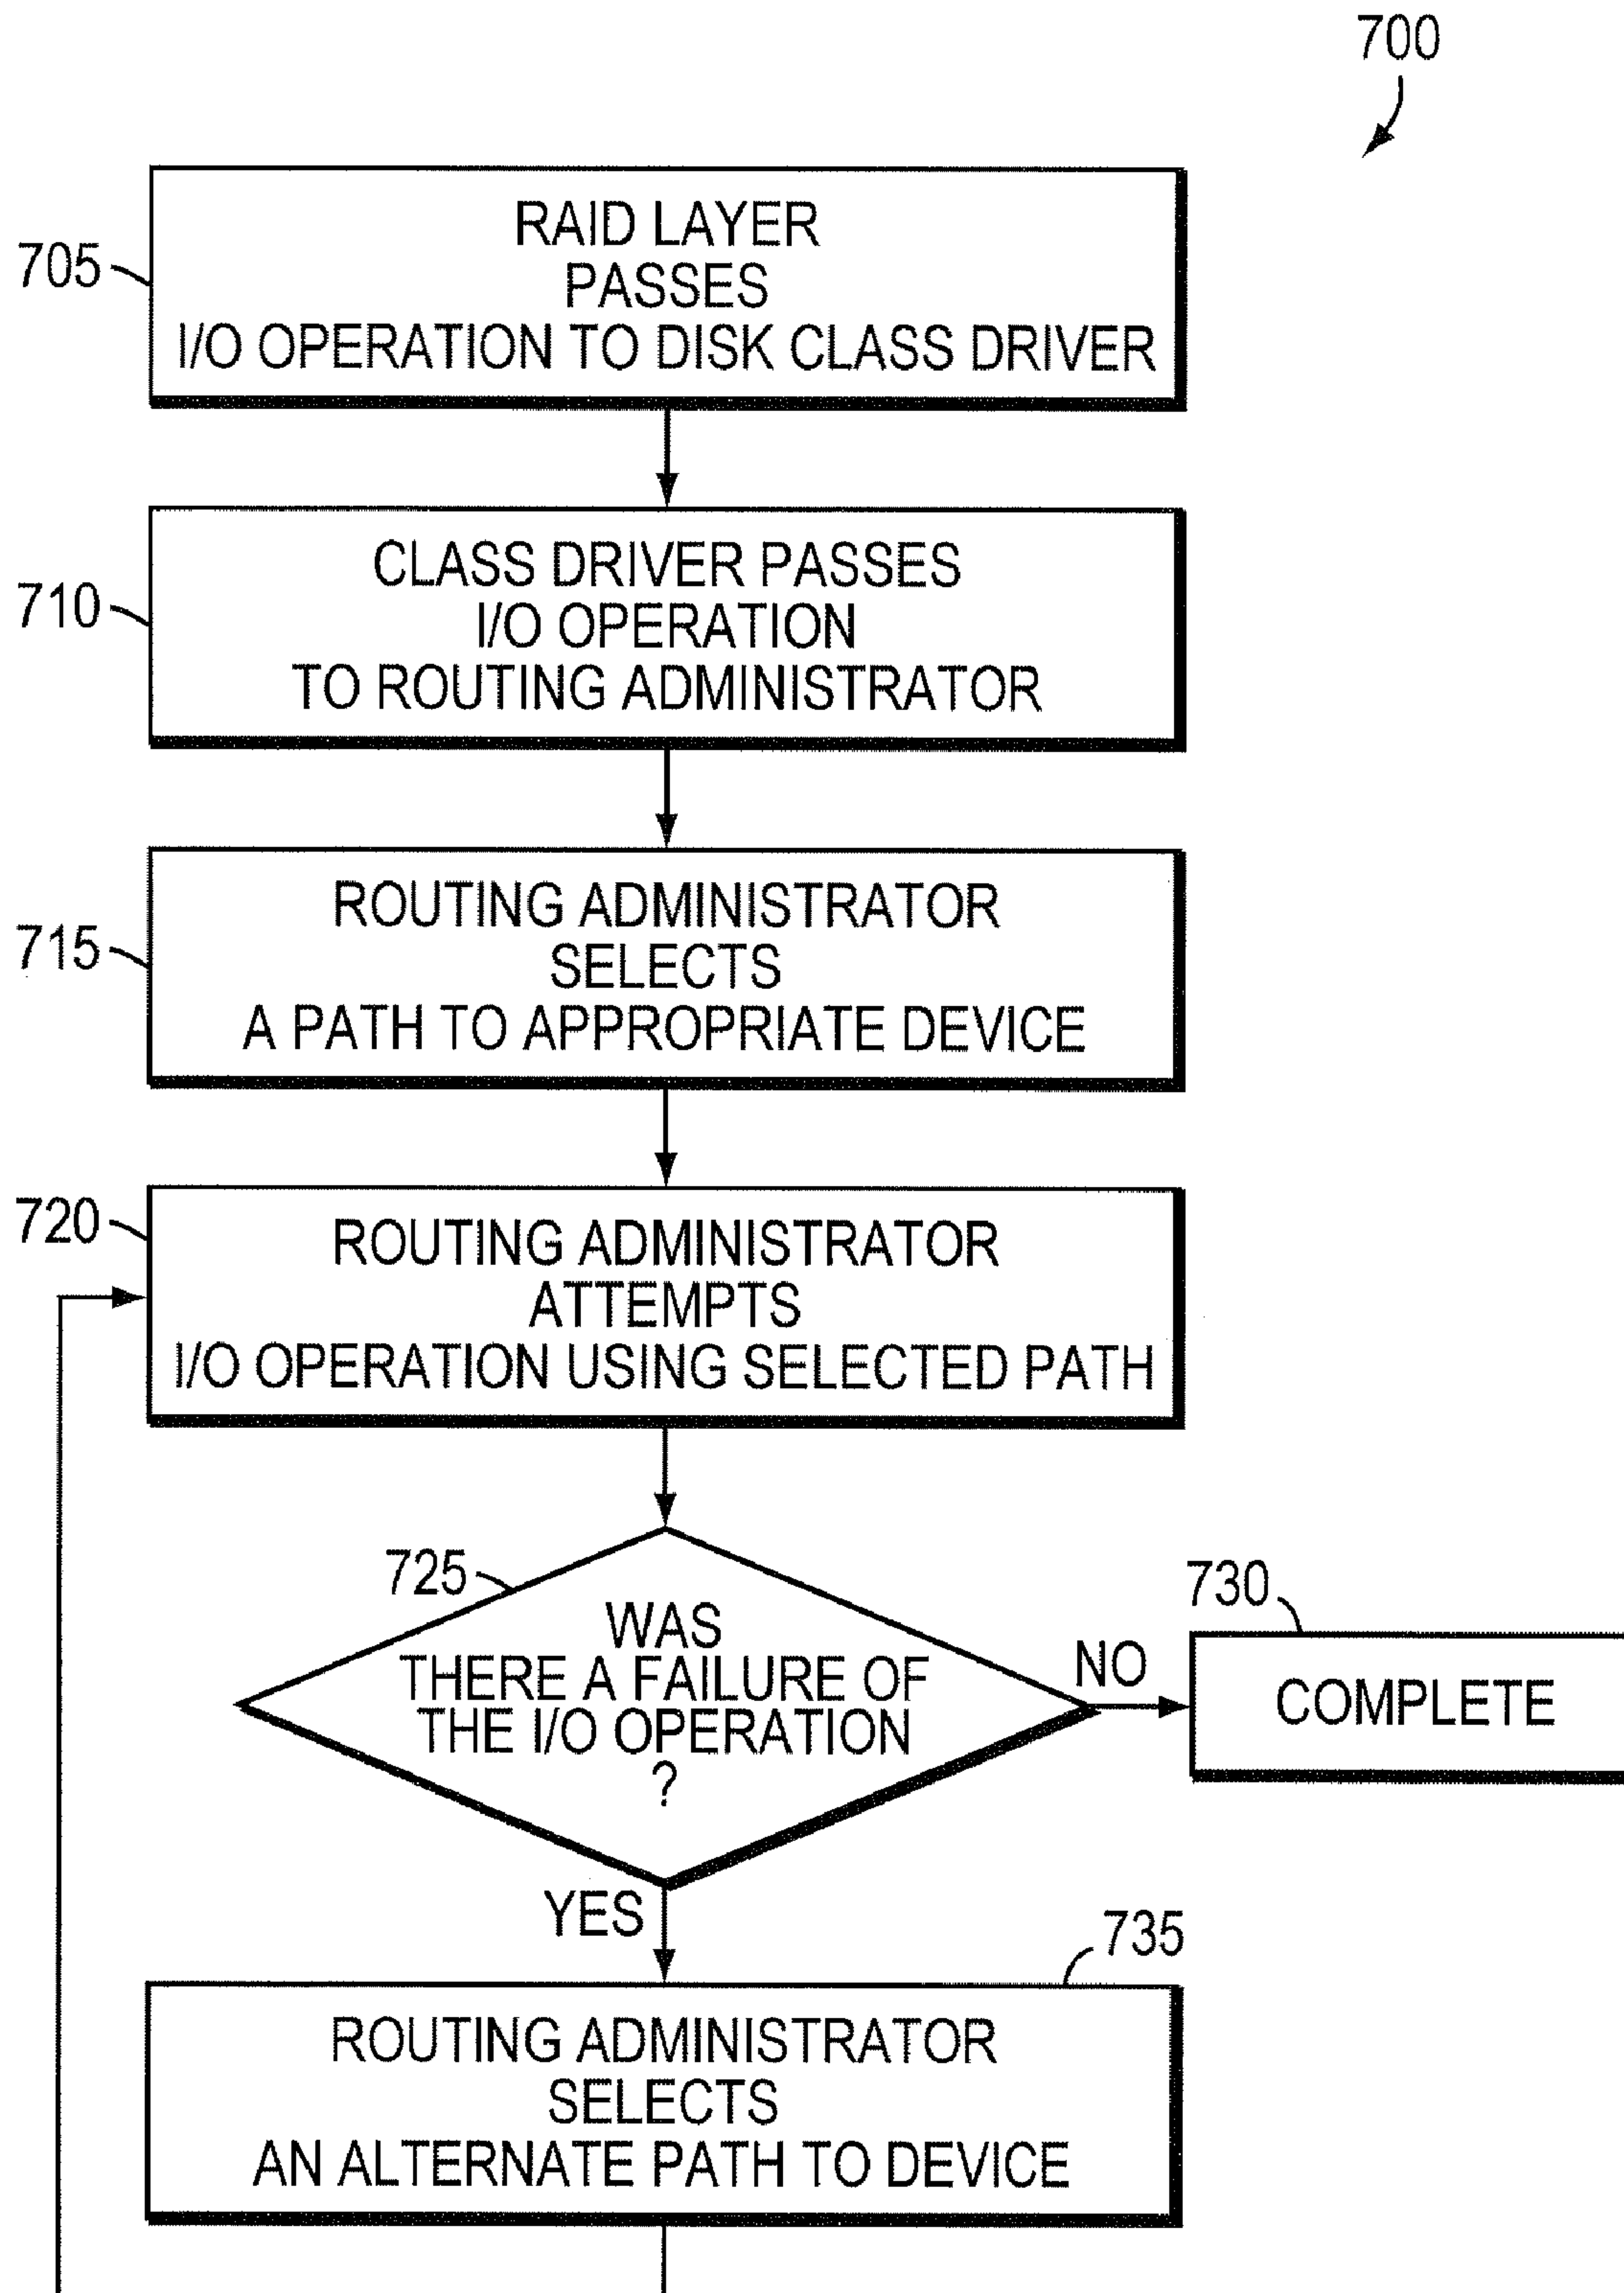 700
705
RAID LAYER
PASSES
I/O OPERATION TO DISK CLASS DRIVER
710
CLASS DRIVER PASSES
I/O OPERATION
TO ROUTING ADMINISTRATOR
715
ROUTING ADMINISTRATOR
SELECTS
A PATH TO APPROPRIATE DEVICE
720
ROUTING ADMINISTRATOR
ATTEMPTS
I/O OPERATION USING SELECTED PATH
725
WAS
THERE A FAILURE OF
THE I/O OPERATION
?
NO
730
COMPLETE
YES
735
ROUTING ADMINISTRATOR
SELECTS
AN ALTERNATE PATH TO DEVICE